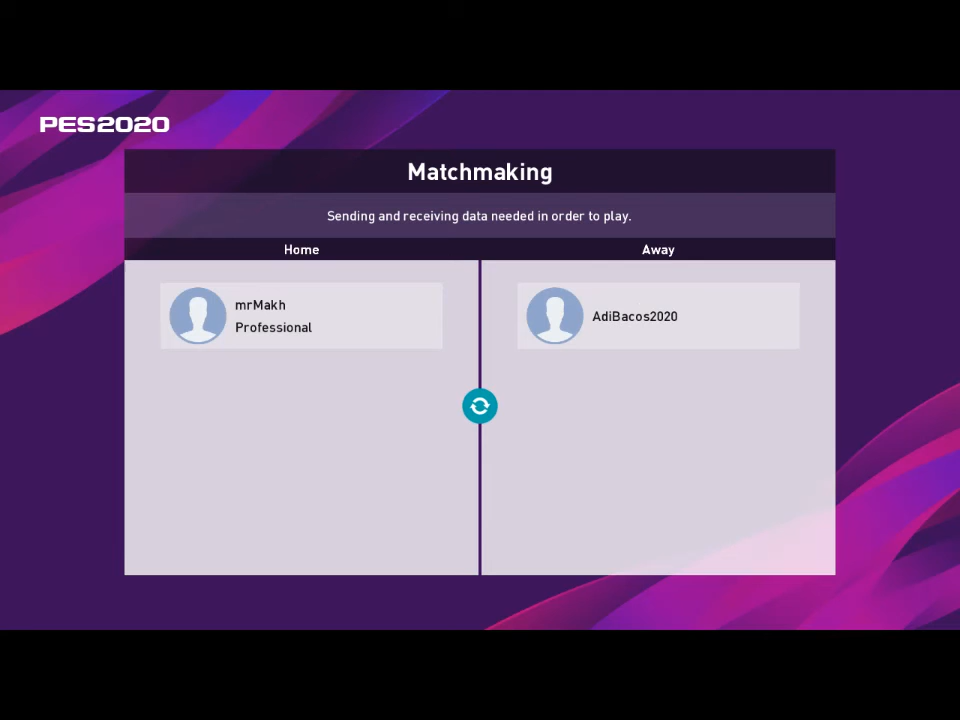 PES2020
Matchmaking
Sending and receiving data needed in order to play.
Home
Away
mrMakh
Professional
AdiBacos2020